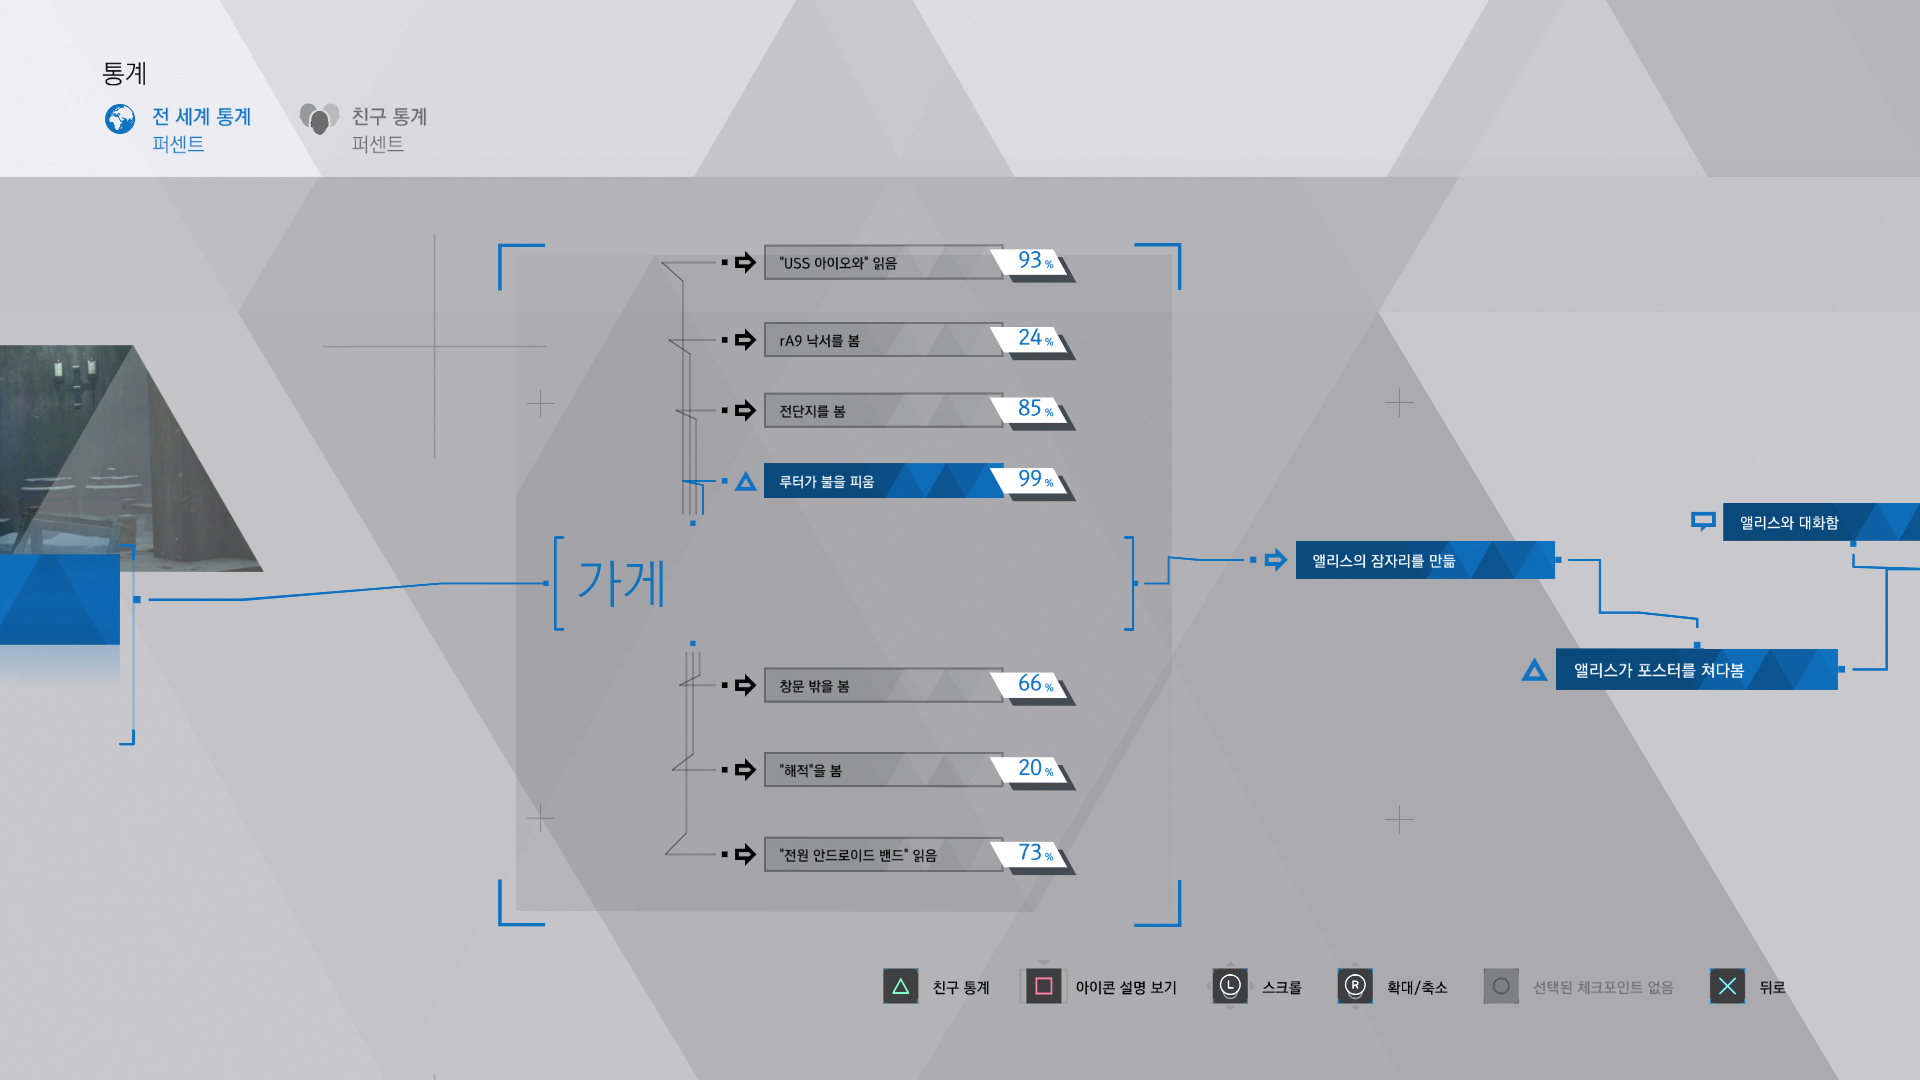 통계
전 세계 통계
퍼센트
친구 통계
퍼센트
"USS 아이오와" 읽음
93 %
rA9 낙서를 봄
24 %
전단지를 봄
85 %
루터가 불을 피움
99 %
가게
창문 밖을 봄
66 %
"해적"을 봄
20 %
"전원 안드로이드 밴드" 읽음
73 %
앨리스의 잠자리를 만듦
앨리스가 포스터를 쳐다봄
앨리스와 대화함
친구 통계
아이콘 설명 보기
L
스크롤
R
확대/축소
선택된 체크포인트 없음
뒤로